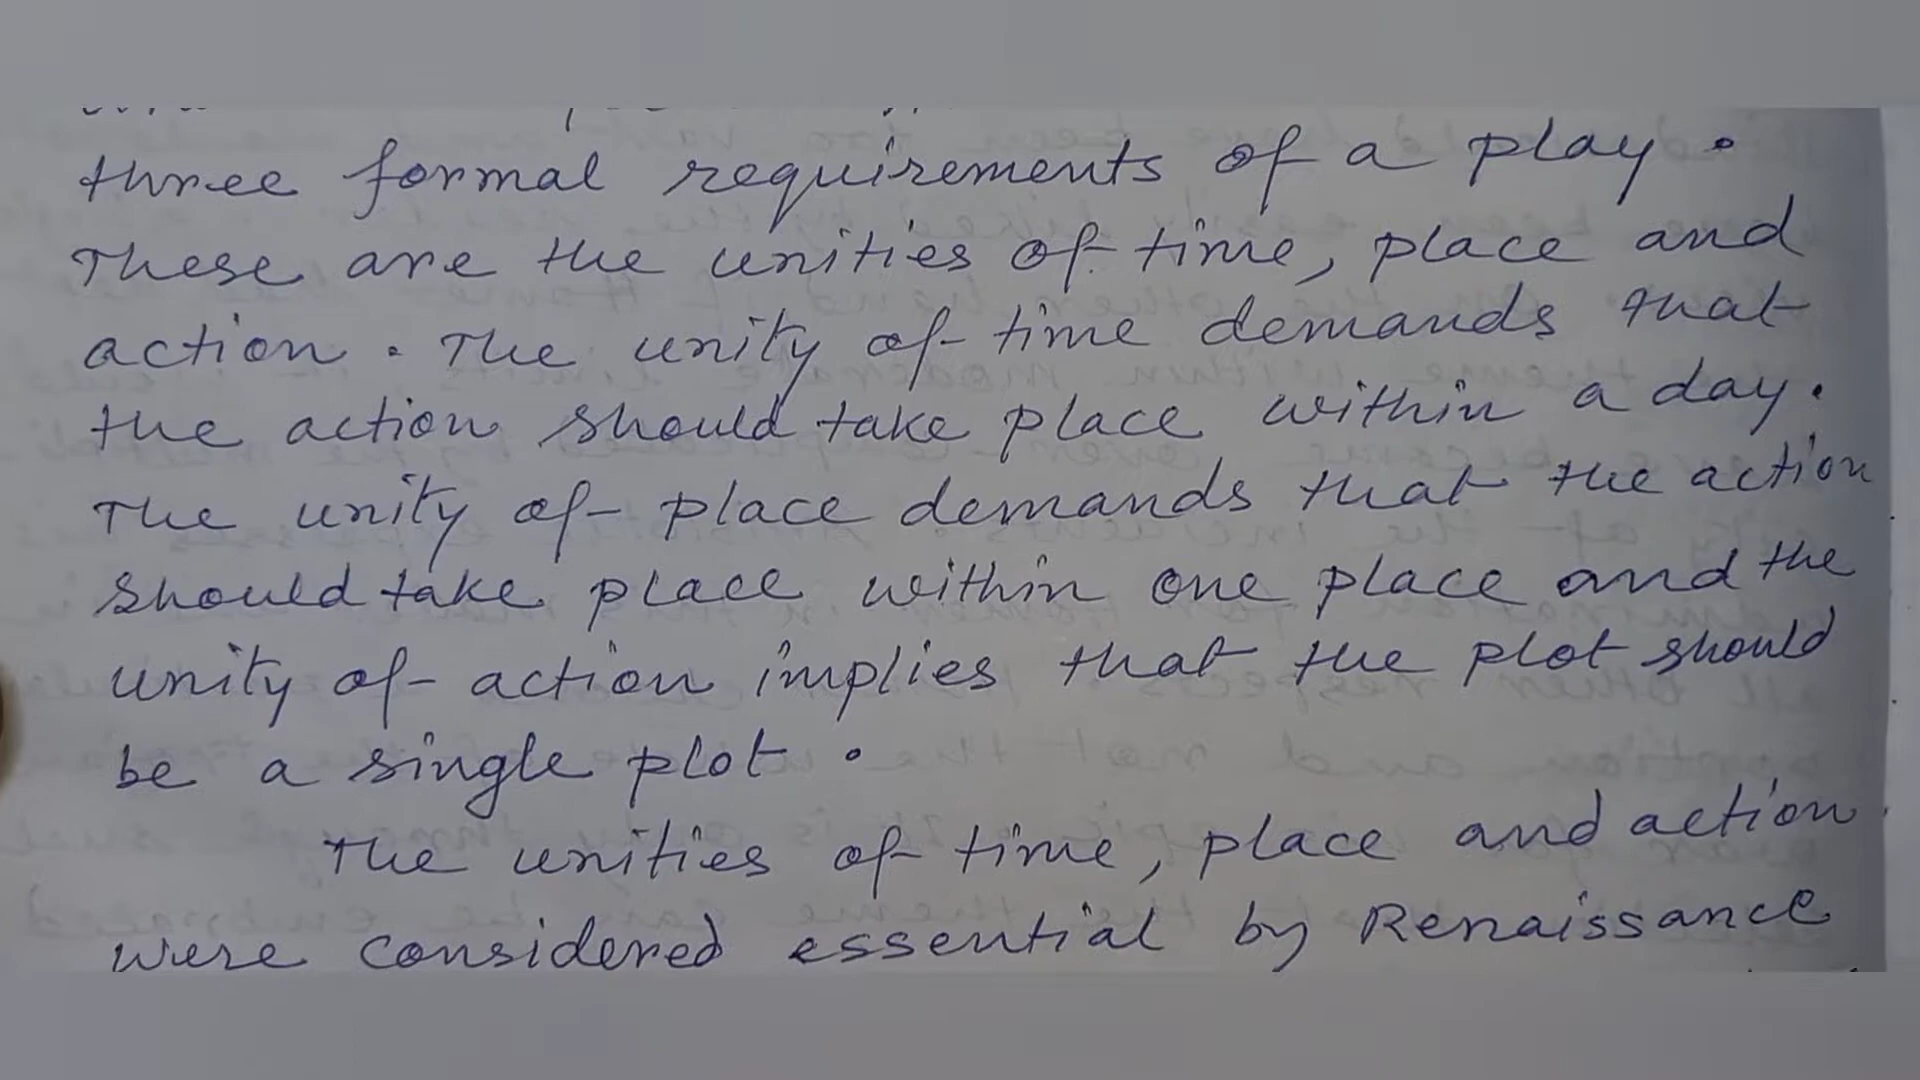 three formal requirements of a play.
These are the unities of time, place and
action. The unity of time demands that
the action should take place within a day.
The unity of place demands that the action
should take place within one place and the
unity of action implies that the plot should
be a single plot.
The unities of time, place and action
were considered essential by Renaissance